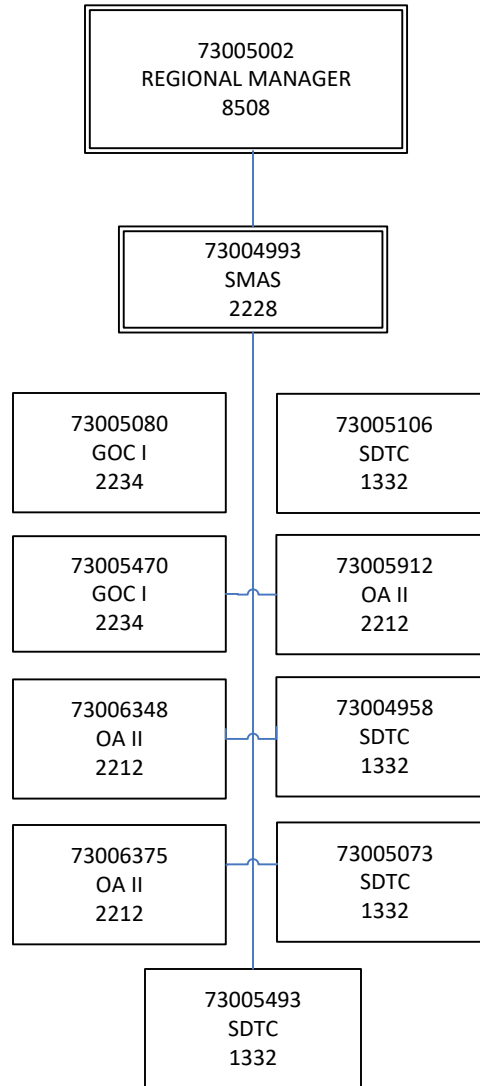 73005002
REGIONAL MANAGER
8508
73004993
SMAS
2228
73005080
GOC I
2234
73005106
SDTC
1332
73005470
GOC I
2234
73005912
OA II
2212
73006348
OA II
2212
73004958
SDTC
1332
73006375
OA II
2212
73005073
SDTC
1332
73005493
SDTC
1332